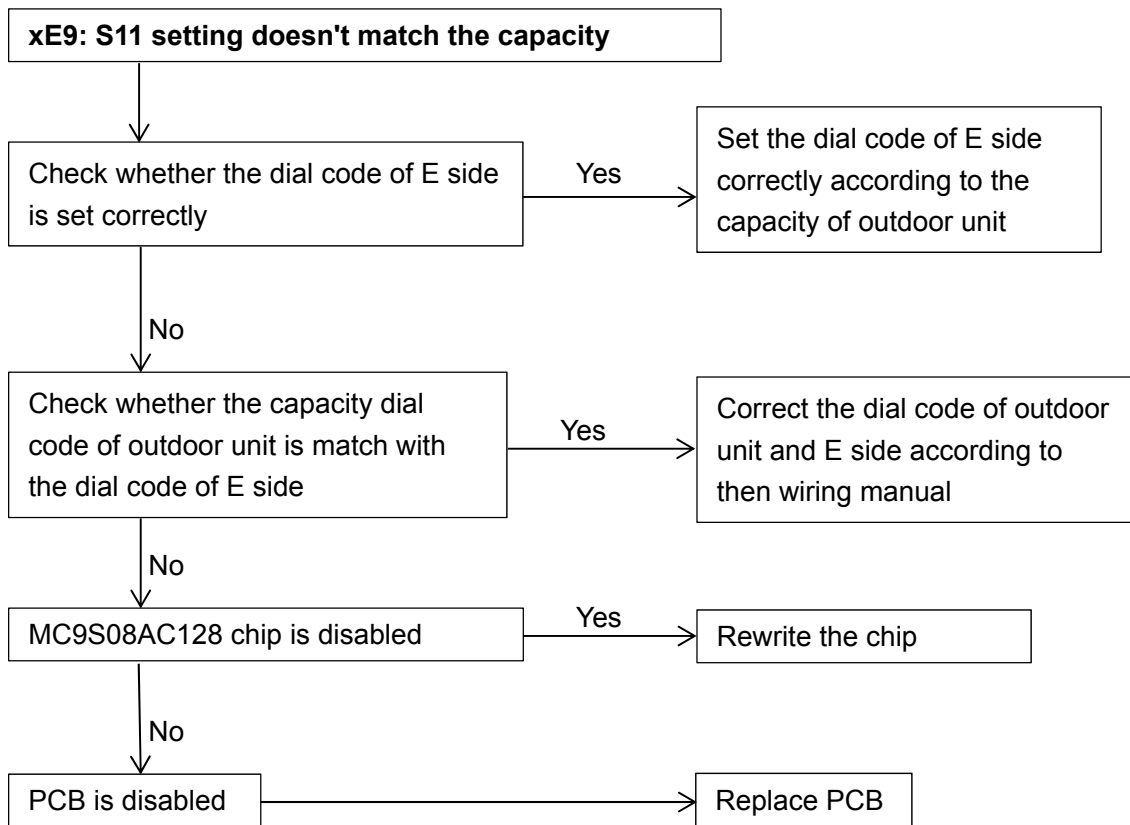 xE9: S11 setting doesn't match the capacity
Check whether the dial code of E side
is set correctly
Yes
Set the dial code of E side
correctly according to the
capacity of outdoor unit
No
Check whether the capacity dial
code of outdoor unit is match with
the dial code of E side
Yes
Correct the dial code of outdoor
unit and E side according to
then wiring manual
No
MC9S08AC128 chip is disabled
Yes
Rewrite the chip
No
PCB is disabled
Replace PCB